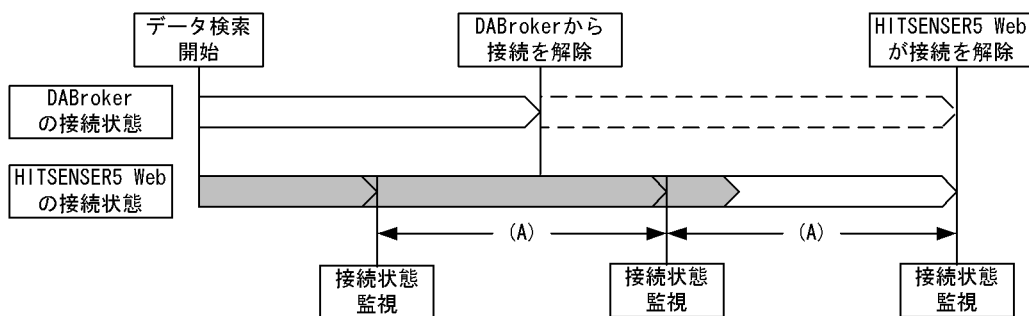 データ検索
開始
DABrokerから
接続を解除
HITSENSER5 Web
が接続を解除
DABroker
の接続状態
HITSENSER5 Web
の接続状態
(A)
(A)
接続状態
監視
接続状態
監視
接続状態
監視